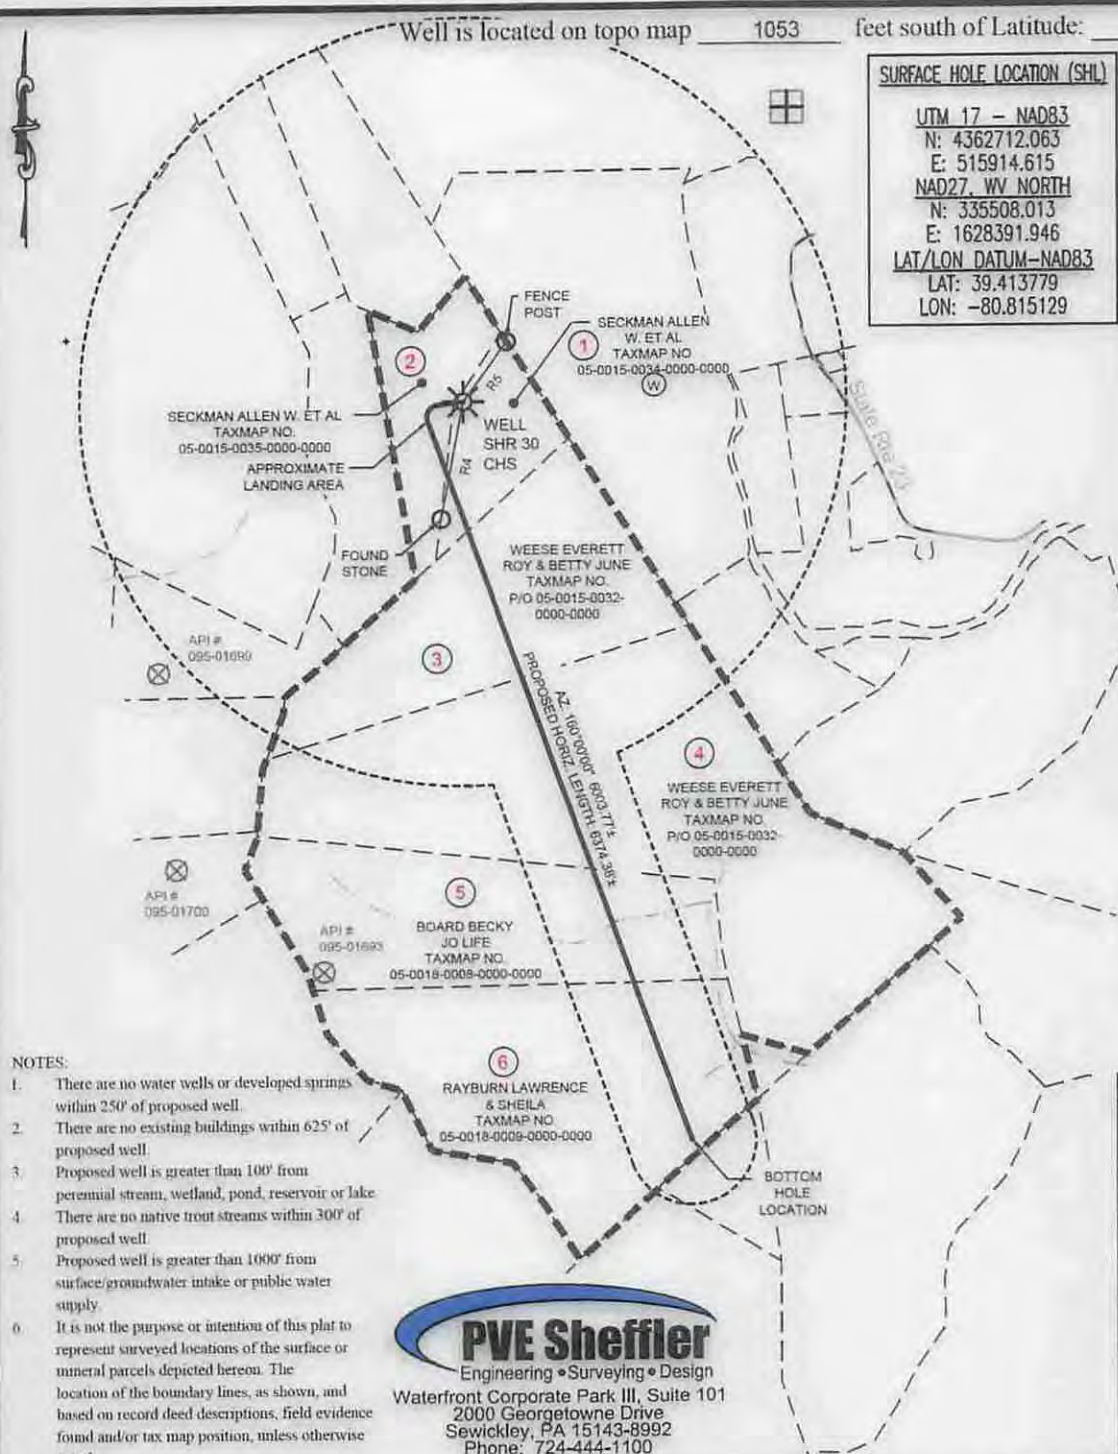 Well is located on topo map 1053 feet south of Latitude:
SURFACE HOLE LOCATION (SHL)
UTM 17 - NAD83
N: 4362712.063
E: 515914.615
NAD27, WV NORTH
N: 335508.013
E: 1628391.946
LAT/LON DATUM-NAD83
LAT: 39.413779
LON: -80.815129
FENCE
POST
SECKMAN ALLEN
W. ET AL
TAXMAP NO
05-0015-0034-0000-0000
1
W
2
SECKMAN ALLEN W. ET AL
TAXMAP NO.
05-0015-0035-0000-0000
APPROXIMATE
LANDING AREA
R5
WELL
SHR 30
CHS
R4
State Rte 23
FOUND
STONE
WEESE EVERETT
ROY & BETTY JUNE
TAXMAP NO.
P/O 05-0015-0032-
0000-0000
API #
095-01699
3
AZ: 160°00'00" 6003.77'±
PROPOSED HORIZ. LENGTH: 6374.38'±
4
WEESE EVERETT
ROY & BETTY JUNE
TAXMAP NO.
P/O 05-0015-0032-
0000-0000
API #
095-01700
5
BOARD BECKY
JO LIFE
TAXMAP NO.
05-0018-0008-0000-0000
API #
095-01693
6
RAYBURN LAWRENCE
& SHEILA
TAXMAP NO
05-0018-0009-0000-0000
BOTTOM
HOLE
LOCATION
NOTES:
1. There are no water wells or developed springs
within 250' of proposed well.
2. There are no existing buildings within 625' of
proposed well.
3. Proposed well is greater than 100' from
perennial stream, wetland, pond, reservoir or lake.
4. There are no native trout streams within 300' of
proposed well.
5. Proposed well is greater than 1000' from
surface/groundwater intake or public water
supply.
6. It is not the purpose or intention of this plat to
represent surveyed locations of the surface or
mineral parcels depicted hereon. The
location of the boundary lines, as shown, and
based on record deed descriptions, field evidence
found and/or tax map position, unless otherwise
PVE Sheffler
Engineering • Surveying • Design
Waterfront Corporate Park III, Suite 101
2000 Georgetowne Drive
Sewickley, PA 15143-8992
Phone: 724-444-1100